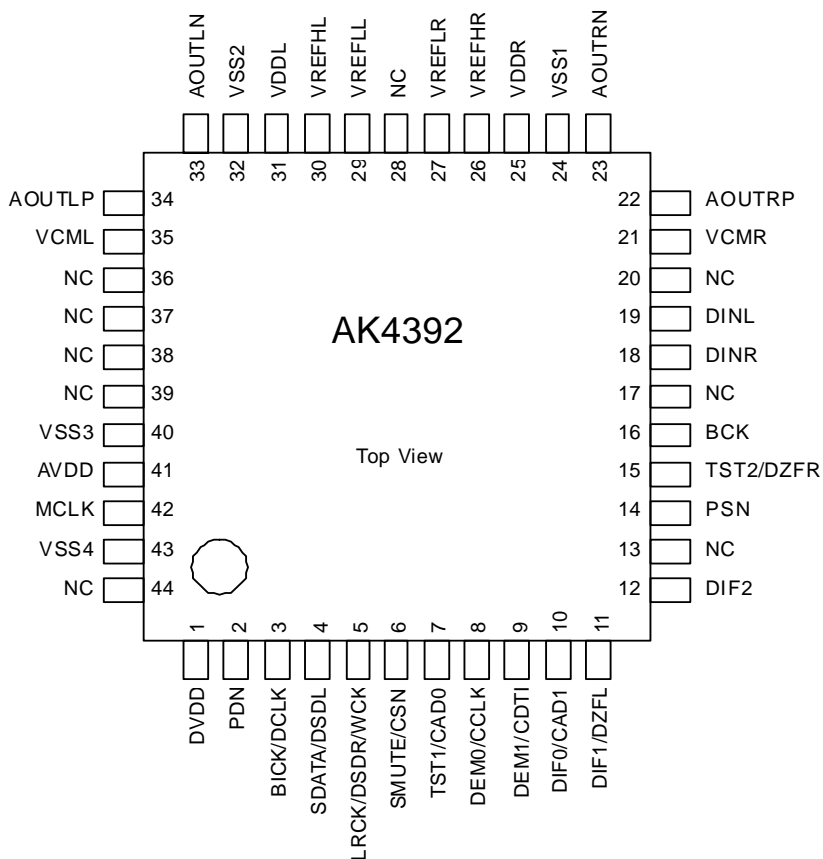 AOUTLN
VSS2
VDDL
VREFHL
VREFLL
NC
VREFLR
VREFHR
VDDR
VSS1
AOUTRN
33
32
31
30
29
28
27
26
25
24
23
AOUTLP 34
VCML 35
NC 36
NC 37
NC 38
NC 39
VSS3 40
AVDD 41
MCLK 42
VSS4 43
NC 44
AK4392
Top View
22 AOUTRP
21 VCMR
20 NC
19 DINL
18 DINR
17 NC
16 BCK
15 TST2/DZFR
14 PSN
13 NC
12 DIF2
1
2
3
4
5
6
7
8
9
10
11
DVDD
PDN
BICK/DCLK
SDATA/DSDL
LRCK/DSDR/WCK
SMUTE/CSN
TST1/CAD0
DEM0/CCLK
DEM1/CDTI
DIF0/CAD1
DIF1/DZFL